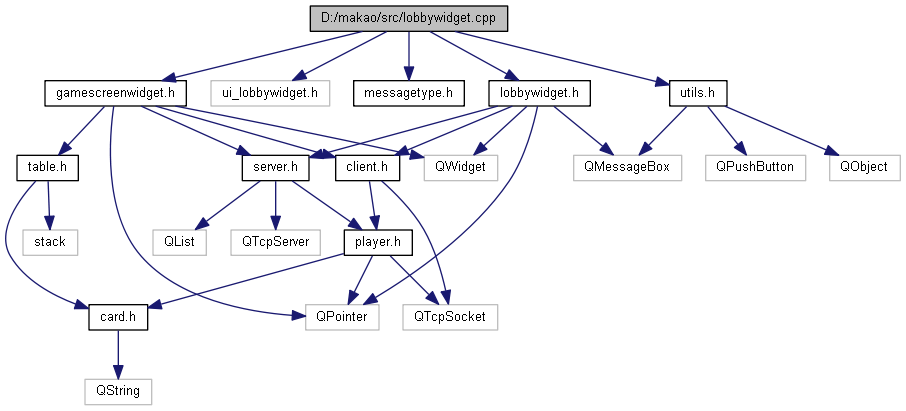 D:/makao/src/lobbywidget.cpp
gamescreenwidget.h
ui_lobbywidget.h
messagetype.h
lobbywidget.h
utils.h
table.h
server.h
client.h
QWidget
QMessageBox
QPushButton
QObject
stack
QList
QTcpServer
player.h
card.h
QPointer
QTcpSocket
QString